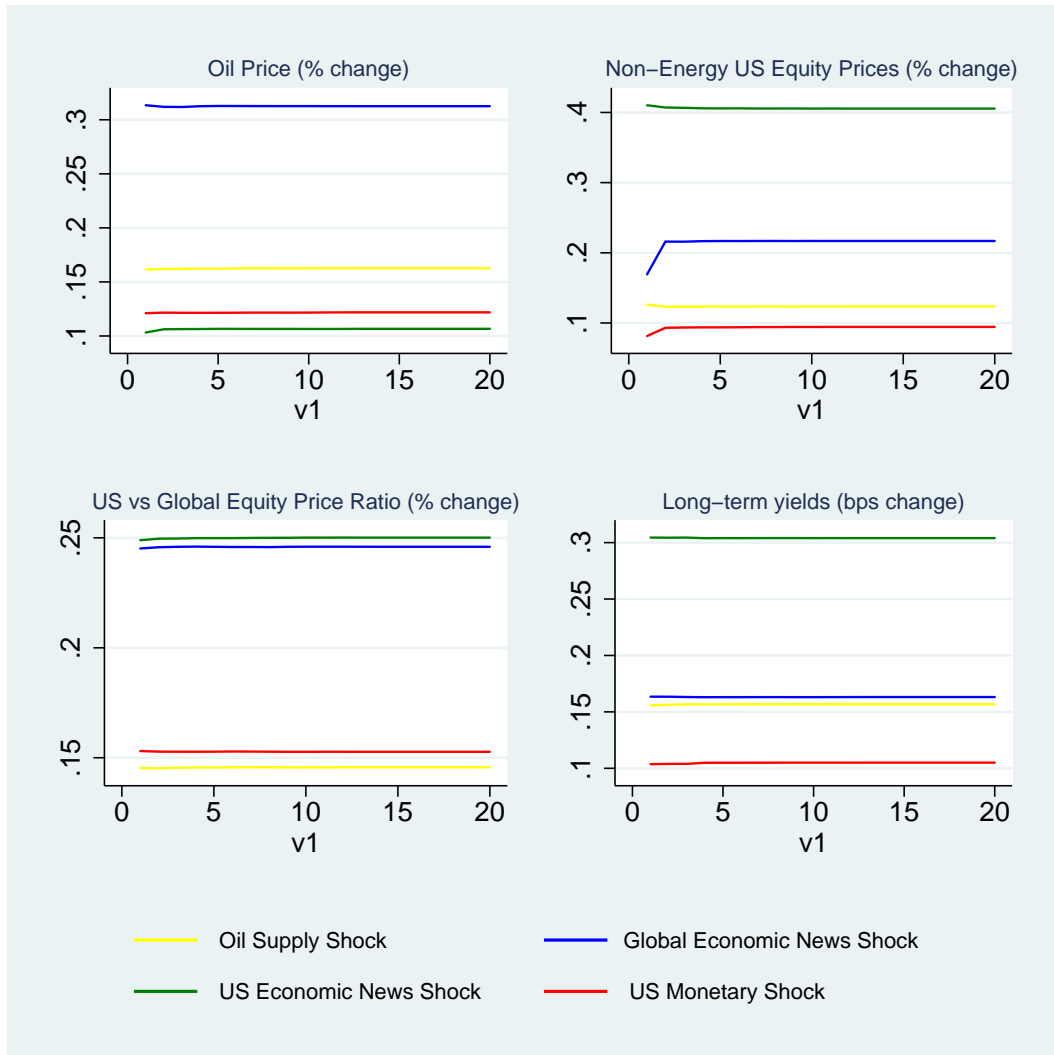 Oil Price (% change)
.3
.25
.2
.15
.1
0 5 10 15 20
v1
Non−Energy US Equity Prices (% change)
.4
.3
.2
.1
0 5 10 15 20
v1
US vs Global Equity Price Ratio (% change)
.25
.2
.15
0 5 10 15 20
v1
Long−term yields (bps change)
.3
.25
.2
.15
.1
0 5 10 15 20
v1
Oil Supply Shock
Global Economic News Shock
US Economic News Shock
US Monetary Shock